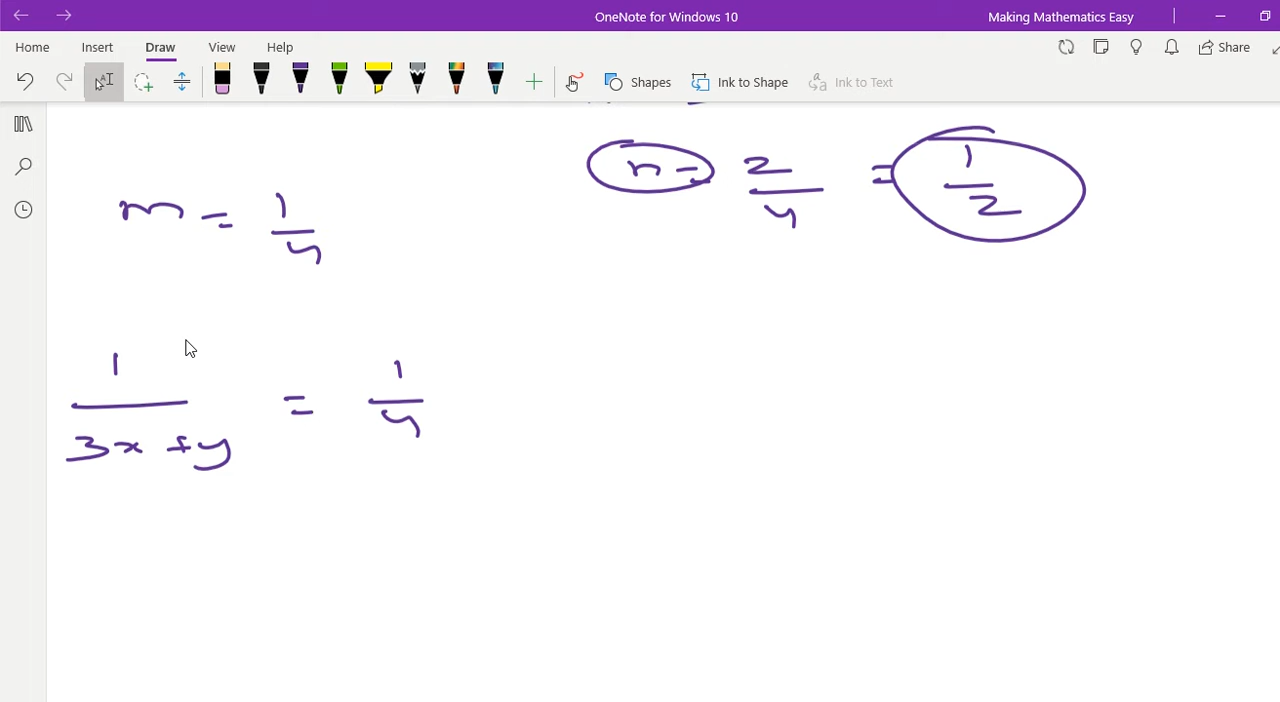 OneNote for Windows 10
Making Mathematics Easy
Home Insert Draw View Help
Share
Shapes Ink to Shape Ink to Text
n = 2/4 = 1/2
m = 1/4
1/(3x + y) = 1/4